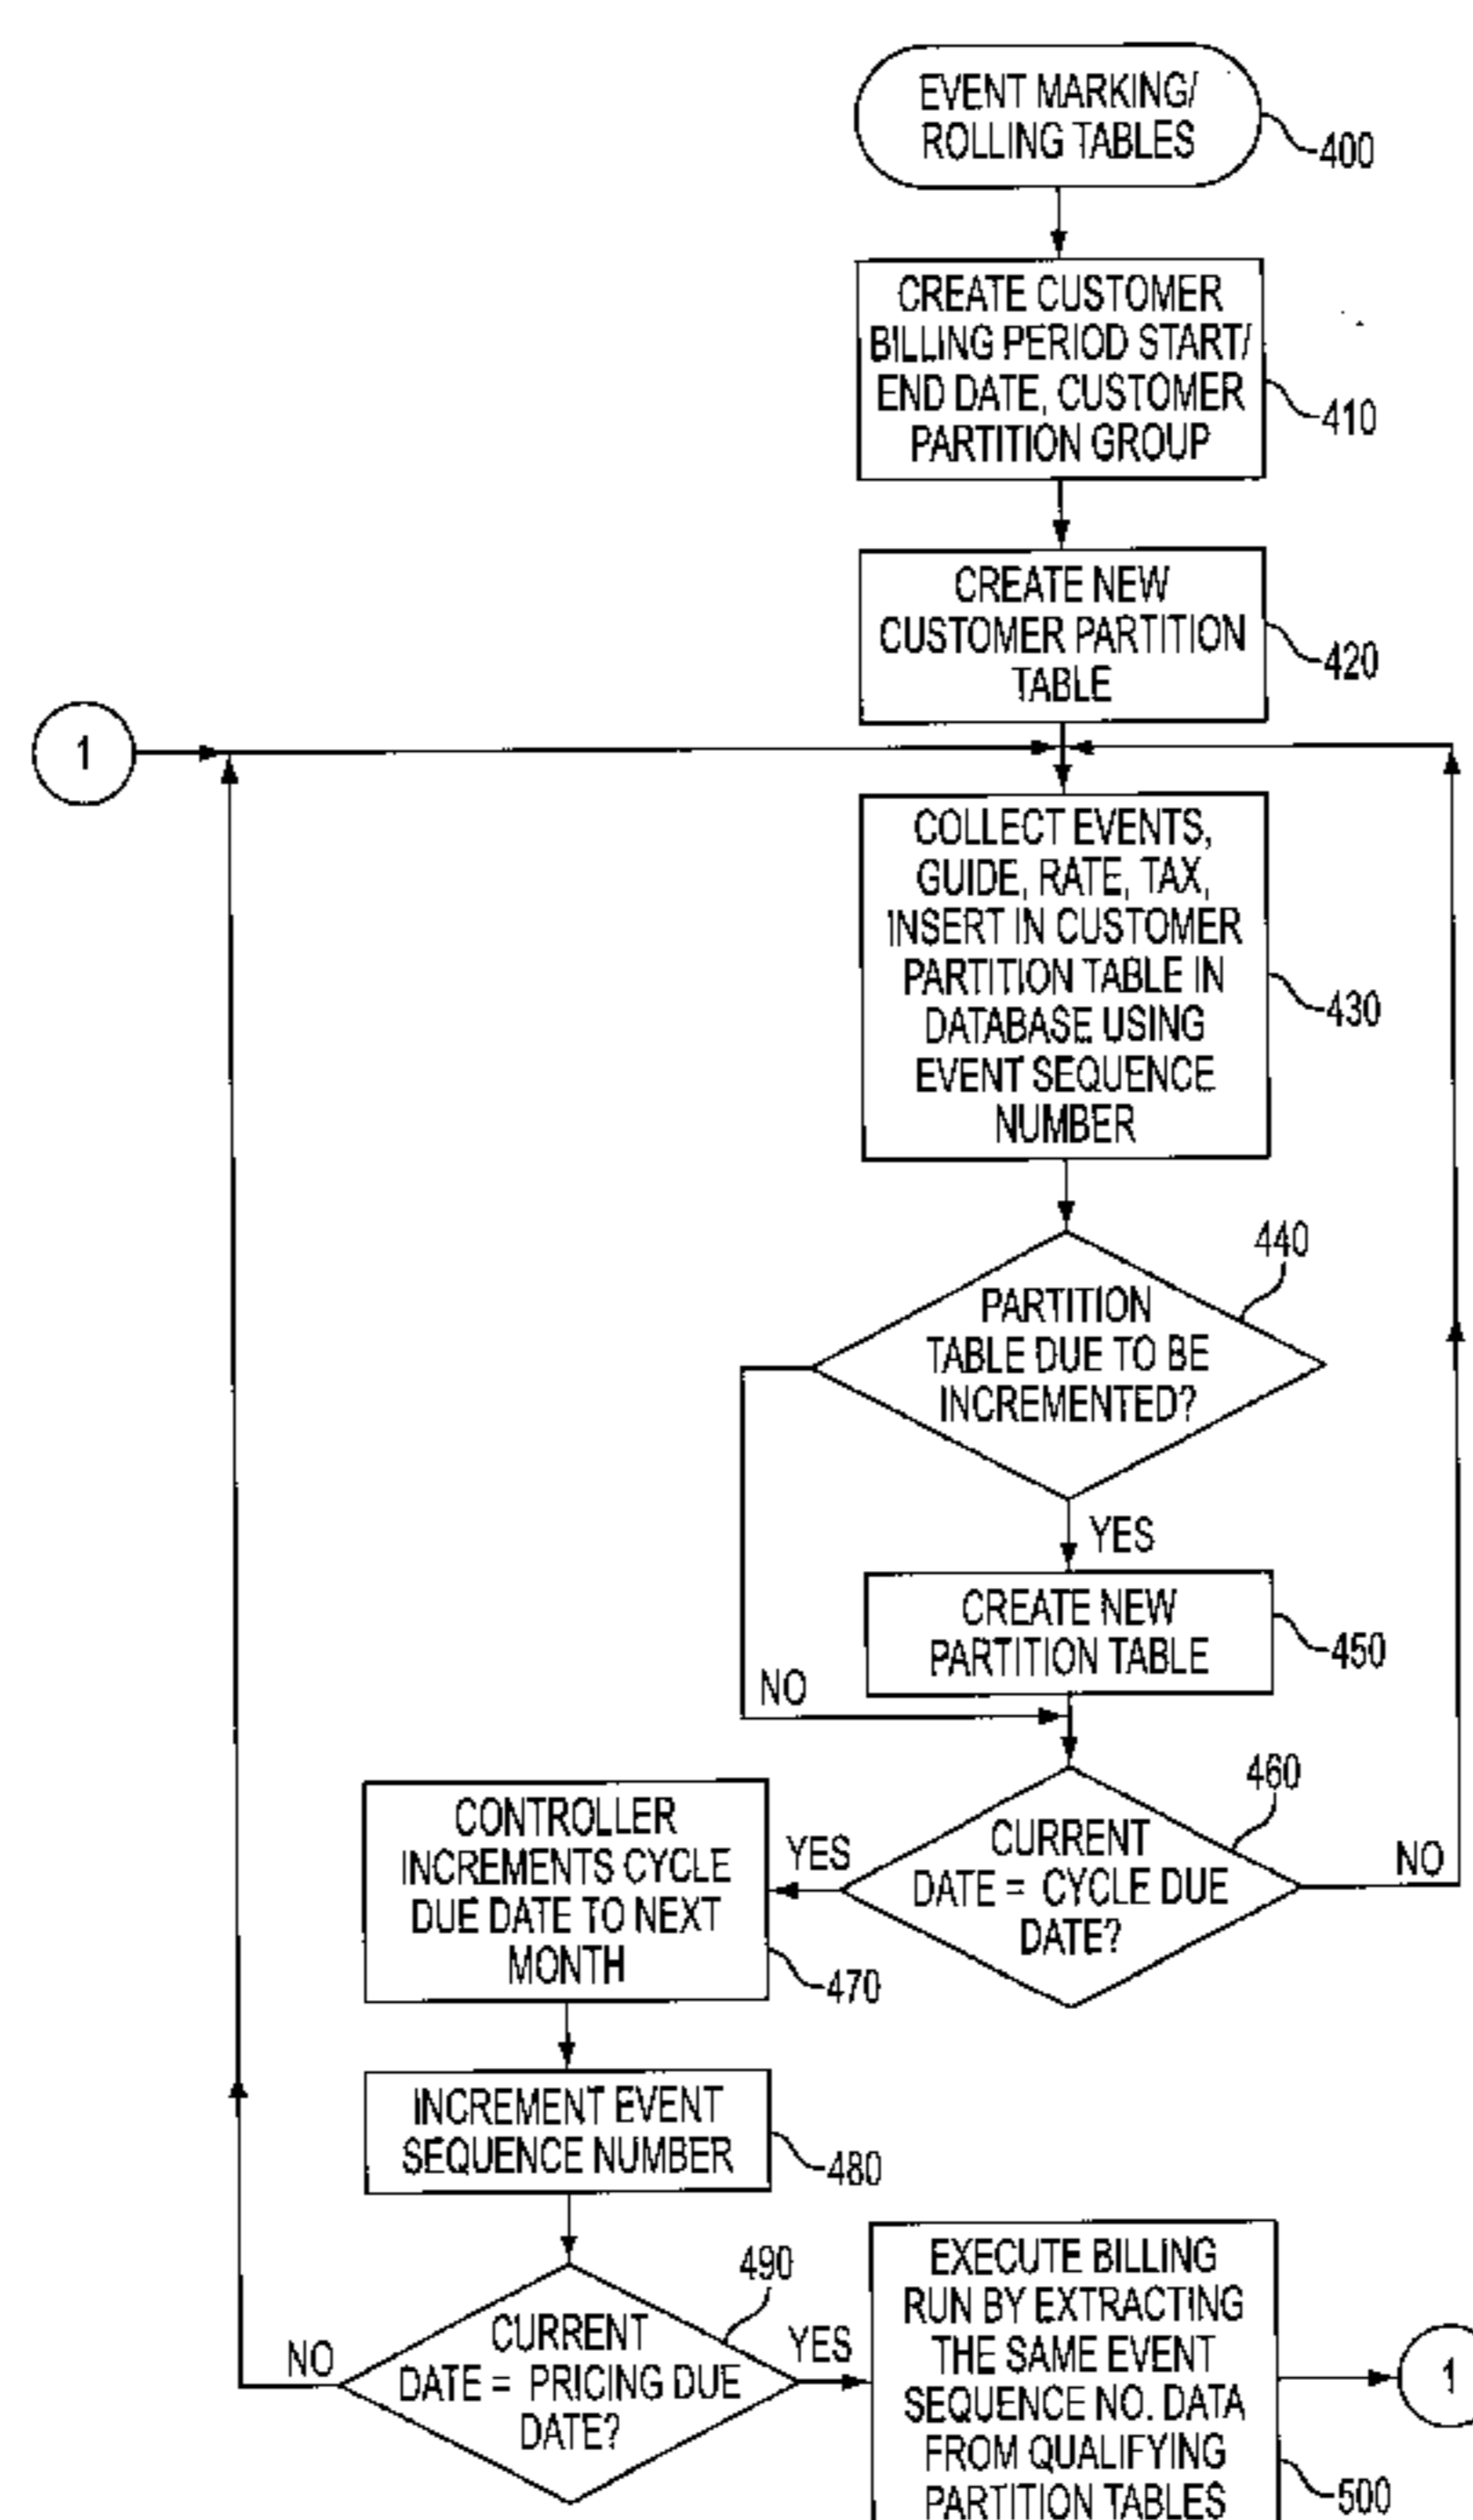 EVENT MARKING/
ROLLING TABLES
400
CREATE CUSTOMER
BILLING PERIOD START/
END DATE, CUSTOMER
PARTITION GROUP
410
CREATE NEW
CUSTOMER PARTITION
TABLE
420
1
COLLECT EVENTS,
GUIDE, RATE, TAX,
INSERT IN CUSTOMER
PARTITION TABLE IN
DATABASE USING
EVENT SEQUENCE
NUMBER
430
440
PARTITION
TABLE DUE TO BE
INCREMENTED?
YES
CREATE NEW
PARTITION TABLE
450
NO
460
CURRENT
DATE = CYCLE DUE
DATE?
YES
NO
CONTROLLER
INCREMENTS CYCLE
DUE DATE TO NEXT
MONTH
470
INCREMENT EVENT
SEQUENCE NUMBER
480
490
CURRENT
DATE = PRICING DUE
DATE?
NO
YES
EXECUTE BILLING
RUN BY EXTRACTING
THE SAME EVENT
SEQUENCE NO. DATA
FROM QUALIFYING
PARTITION TABLES
500
1